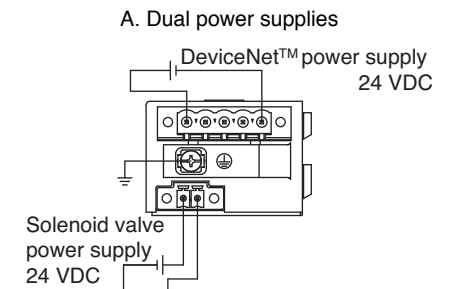 A. Dual power supplies
DeviceNet™ power supply
24 VDC
Solenoid valve
power supply
24 VDC